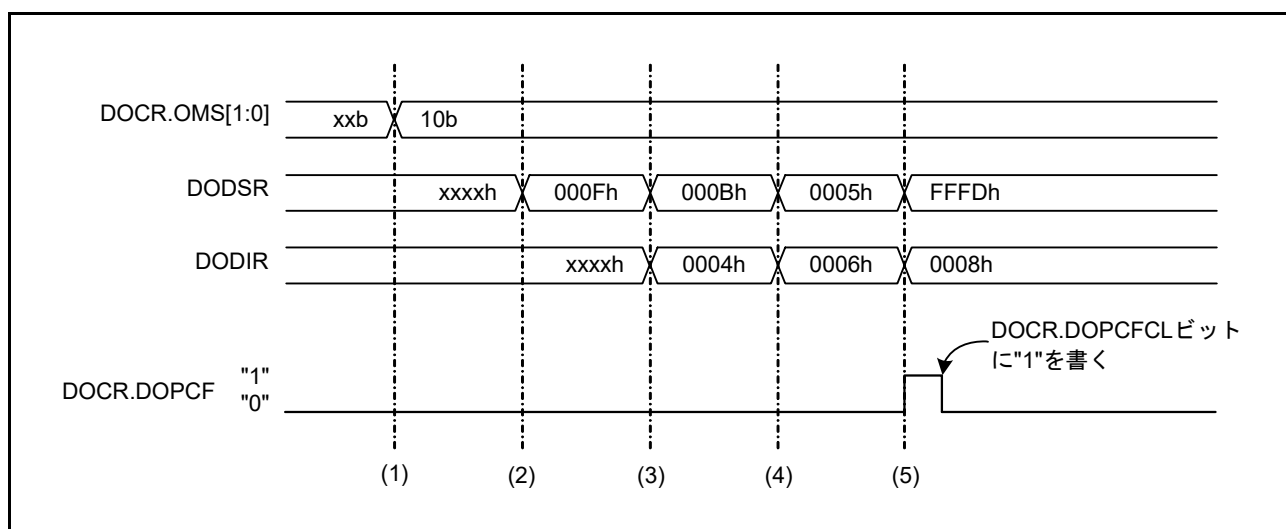 DOCR.OMS[1:0]
xxb
10b
DODSR
xxxxh
000Fh
000Bh
0005h
FFFDh
DODIR
xxxxh
0004h
0006h
0008h
DOCR.DOPCFCLビット
に"1"を書く
DOCR.DOPCF
"1"
"0"
(1)
(2)
(3)
(4)
(5)